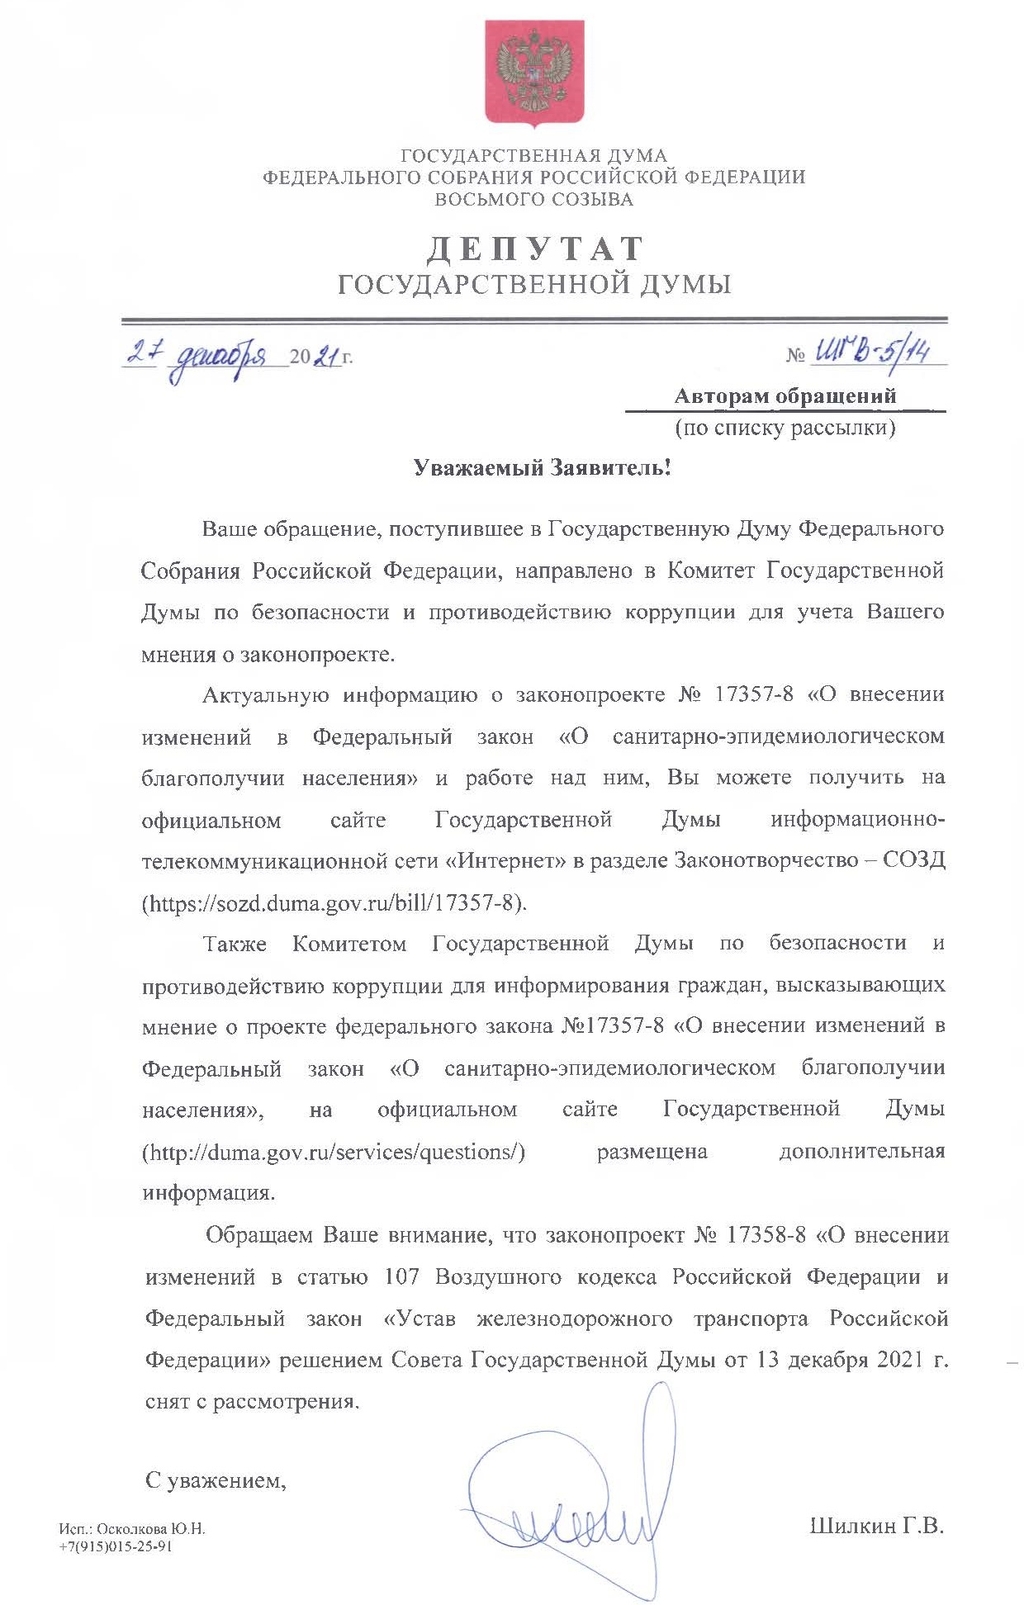 ГОСУДАРСТВЕННАЯ ДУМА
ФЕДЕРАЛЬНОГО СОБРАНИЯ РОССИЙСКОЙ ФЕДЕРАЦИИ
ВОСЬМОГО СОЗЫВА
ДЕПУТАТ
ГОСУДАРСТВЕННОЙ ДУМЫ
27 декабря 2021г.
№ ШГВ-5/14
Авторам обращений
(по списку рассылки)
Уважаемый Заявитель!
Ваше обращение, поступившее в Государственную Думу Федерального
Собрания Российской Федерации, направлено в Комитет Государственной
Думы по безопасности и противодействию коррупции для учета Вашего
мнения о законопроекте.
Актуальную информацию о законопроекте № 17357-8 «О внесении
изменений в Федеральный закон «О санитарно-эпидемиологическом
благополучии населения» и работе над ним, Вы можете получить на
официальном сайте Государственной Думы информационно-
телекоммуникационной сети «Интернет» в разделе Законотворчество – СОЗД
(https://sozd.duma.gov.ru/bill/17357-8).
Также Комитетом Государственной Думы по безопасности и
противодействию коррупции для информирования граждан, высказывающих
мнение о проекте федерального закона №17357-8 «О внесении изменений в
Федеральный закон «О санитарно-эпидемиологическом благополучии
населения», на официальном сайте Государственной Думы
(http://duma.gov.ru/services/questions/) размещена дополнительная
информация.
Обращаем Ваше внимание, что законопроект № 17358-8 «О внесении
изменений в статью 107 Воздушного кодекса Российской Федерации и
Федеральный закон «Устав железнодорожного транспорта Российской
Федерации» решением Совета Государственной Думы от 13 декабря 2021 г.
снят с рассмотрения.
С уважением,
Исп.: Осколкова Ю.Н.
+7(915)015-25-91
Шилкин Г.В.